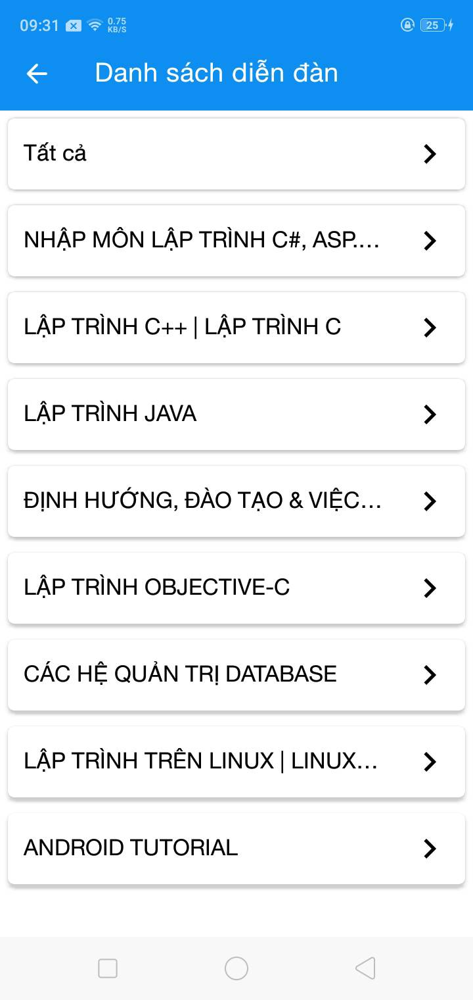 09:31
0.75
KB/S
25
Danh sách diễn đàn
Tất cả
NHẬP MÔN LẬP TRÌNH C#, ASP....
LẬP TRÌNH C++ | LẬP TRÌNH C
LẬP TRÌNH JAVA
ĐỊNH HƯỚNG, ĐÀO TẠO & VIỆC...
LẬP TRÌNH OBJECTIVE-C
CÁC HỆ QUẢN TRỊ DATABASE
LẬP TRÌNH TRÊN LINUX | LINUX...
ANDROID TUTORIAL